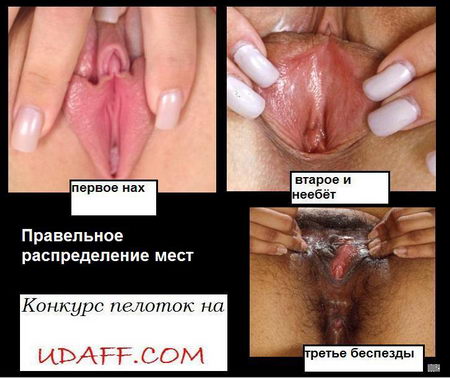 первое нах
втарое и
неебёт
Правельное
распределение мест
Конкурс пелоток на
UDAFF.COM
третье беспезды